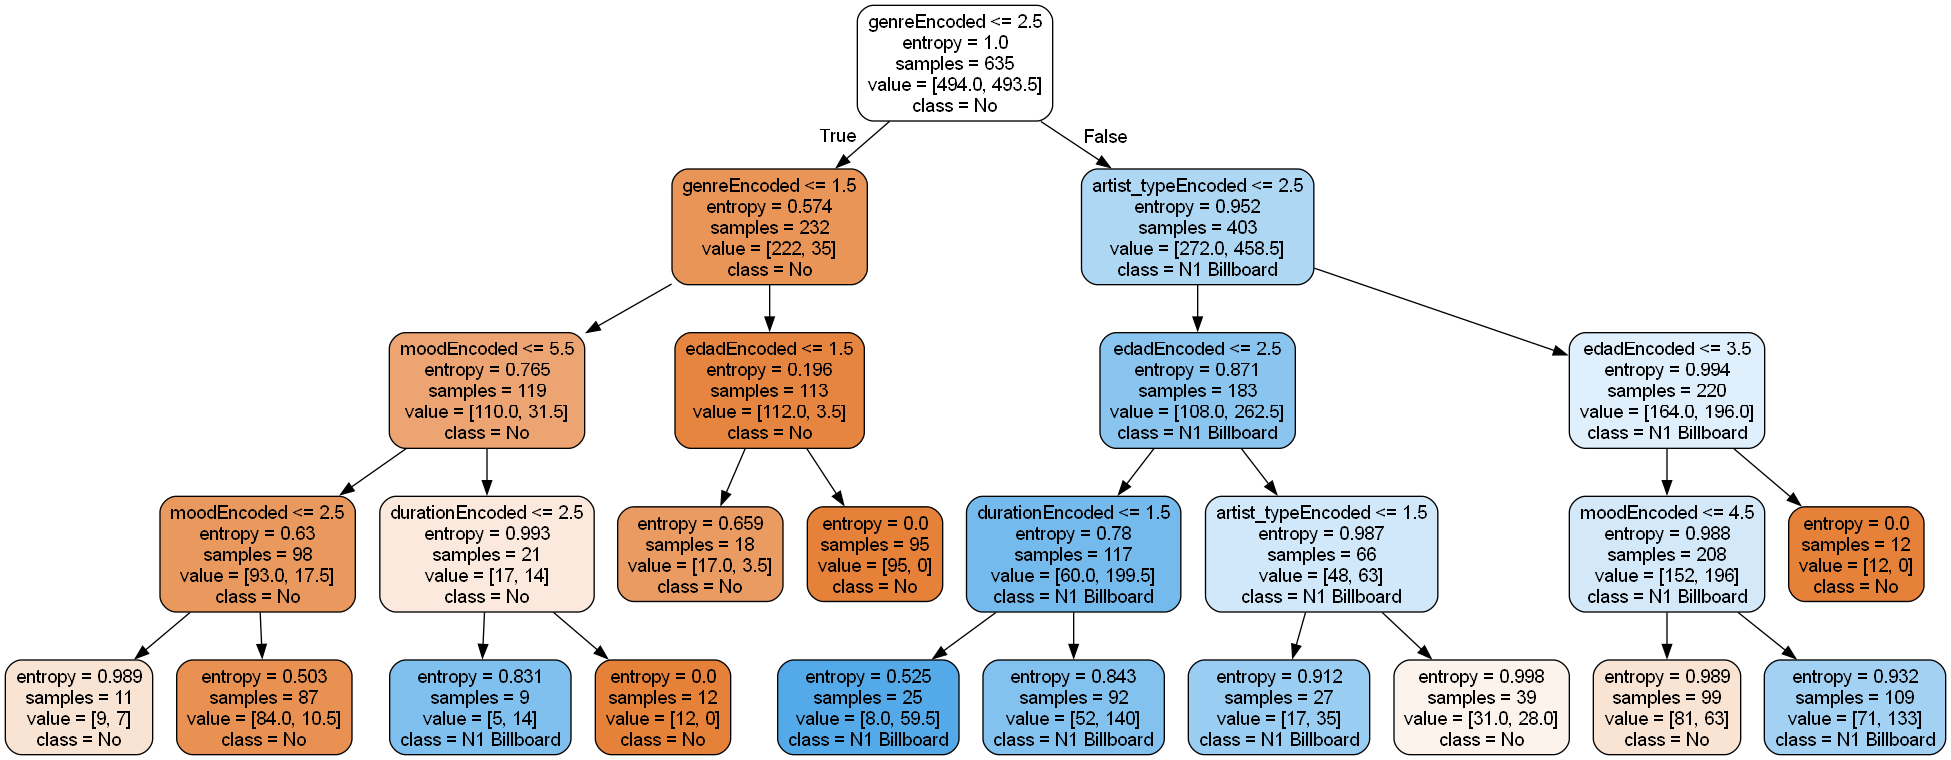 genreEncoded <= 2.5
entropy = 1.0
samples = 635
value = [494.0, 493.5]
class = No
True
False
genreEncoded <= 1.5
entropy = 0.574
samples = 232
value = [222, 35]
class = No
artist_typeEncoded <= 2.5
entropy = 0.952
samples = 403
value = [272.0, 458.5]
class = N1 Billboard
moodEncoded <= 5.5
entropy = 0.765
samples = 119
value = [110.0, 31.5]
class = No
edadEncoded <= 1.5
entropy = 0.196
samples = 113
value = [112.0, 3.5]
class = No
edadEncoded <= 2.5
entropy = 0.871
samples = 183
value = [108.0, 262.5]
class = N1 Billboard
edadEncoded <= 3.5
entropy = 0.994
samples = 220
value = [164.0, 196.0]
class = N1 Billboard
moodEncoded <= 2.5
entropy = 0.63
samples = 98
value = [93.0, 17.5]
class = No
durationEncoded <= 2.5
entropy = 0.993
samples = 21
value = [17, 14]
class = No
entropy = 0.659
samples = 18
value = [17.0, 3.5]
class = No
entropy = 0.0
samples = 95
value = [95, 0]
class = No
durationEncoded <= 1.5
entropy = 0.78
samples = 117
value = [60.0, 199.5]
class = N1 Billboard
artist_typeEncoded <= 1.5
entropy = 0.987
samples = 66
value = [48, 63]
class = N1 Billboard
moodEncoded <= 4.5
entropy = 0.988
samples = 208
value = [152, 196]
class = N1 Billboard
entropy = 0.0
samples = 12
value = [12, 0]
class = No
entropy = 0.989
samples = 11
value = [9, 7]
class = No
entropy = 0.503
samples = 87
value = [84.0, 10.5]
class = No
entropy = 0.831
samples = 9
value = [5, 14]
class = N1 Billboard
entropy = 0.0
samples = 12
value = [12, 0]
class = No
entropy = 0.525
samples = 25
value = [8.0, 59.5]
class = N1 Billboard
entropy = 0.843
samples = 92
value = [52, 140]
class = N1 Billboard
entropy = 0.912
samples = 27
value = [17, 35]
class = N1 Billboard
entropy = 0.998
samples = 39
value = [31.0, 28.0]
class = No
entropy = 0.989
samples = 99
value = [81, 63]
class = No
entropy = 0.932
samples = 109
value = [71, 133]
class = N1 Billboard